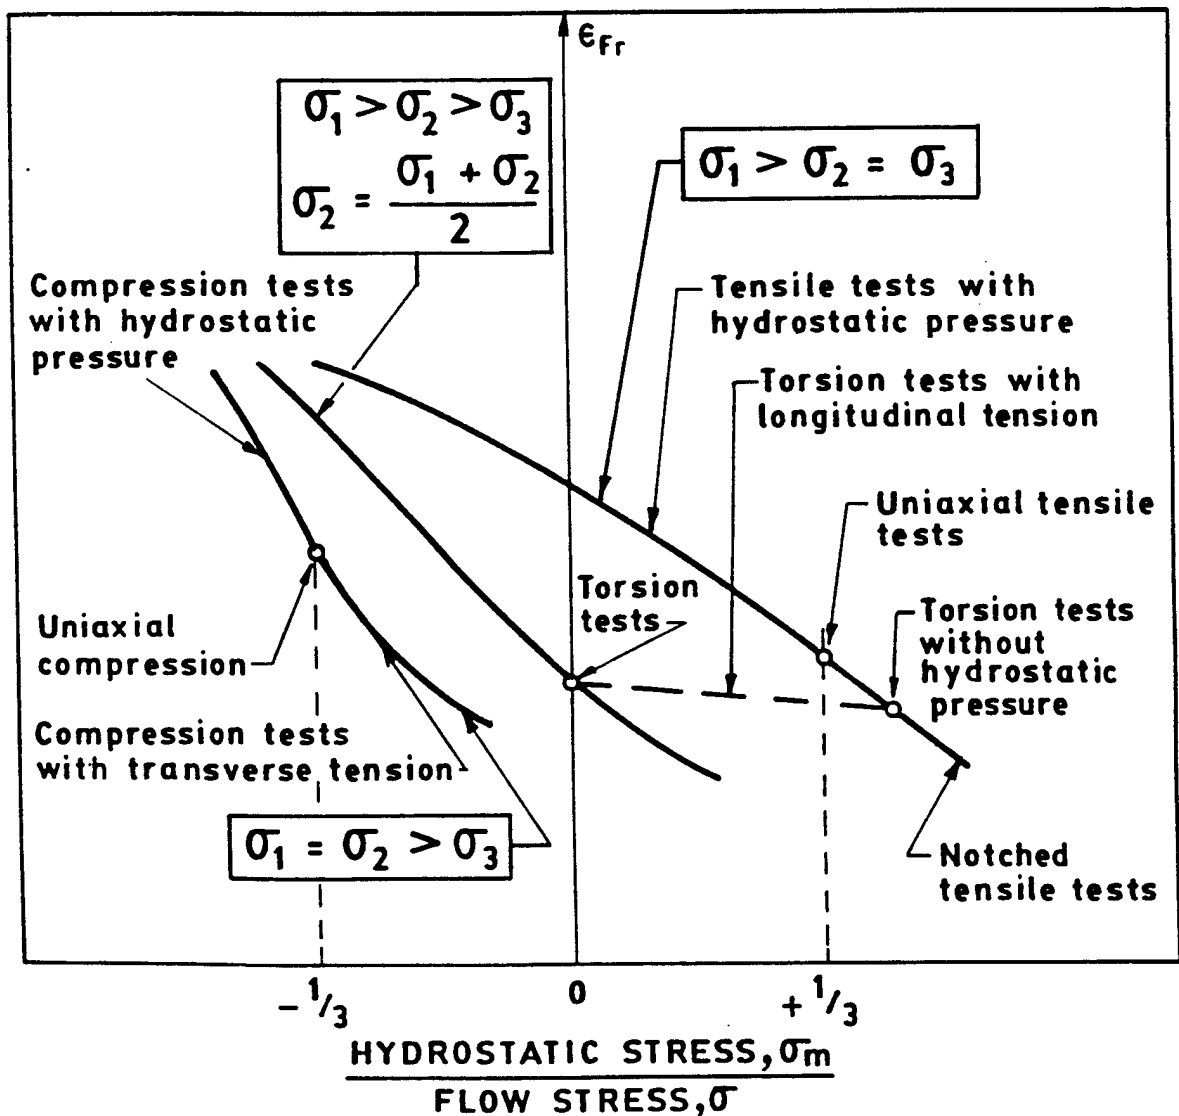 ϵFr
σ1 > σ2 > σ3
σ2 = (σ1 + σ2)/2
σ1 > σ2 = σ3
Compression tests
with hydrostatic
pressure
Tensile tests with
hydrostatic pressure
Torsion tests with
longitudinal tension
Uniaxial tensile
tests
Torsion
tests
Torsion tests
without
hydrostatic
pressure
Uniaxial
compression
Compression tests
with transverse tension
σ1 = σ2 > σ3
Notched
tensile tests
- 1/3
0
+ 1/3
HYDROSTATIC STRESS, σm
FLOW STRESS, σ